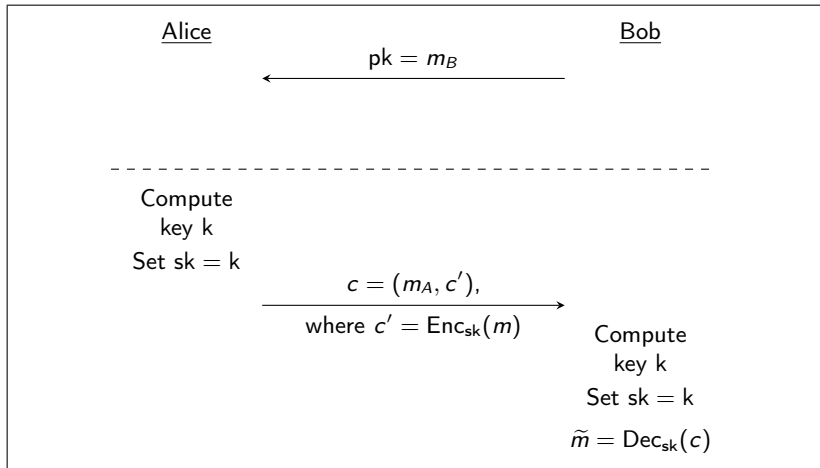 Alice Bob
pk = m_B
Compute
key k
Set sk = k
c = (m_A, c′),
where c′ = Enc_sk(m)
Compute
key k
Set sk = k
m̃ = Dec_sk(c)